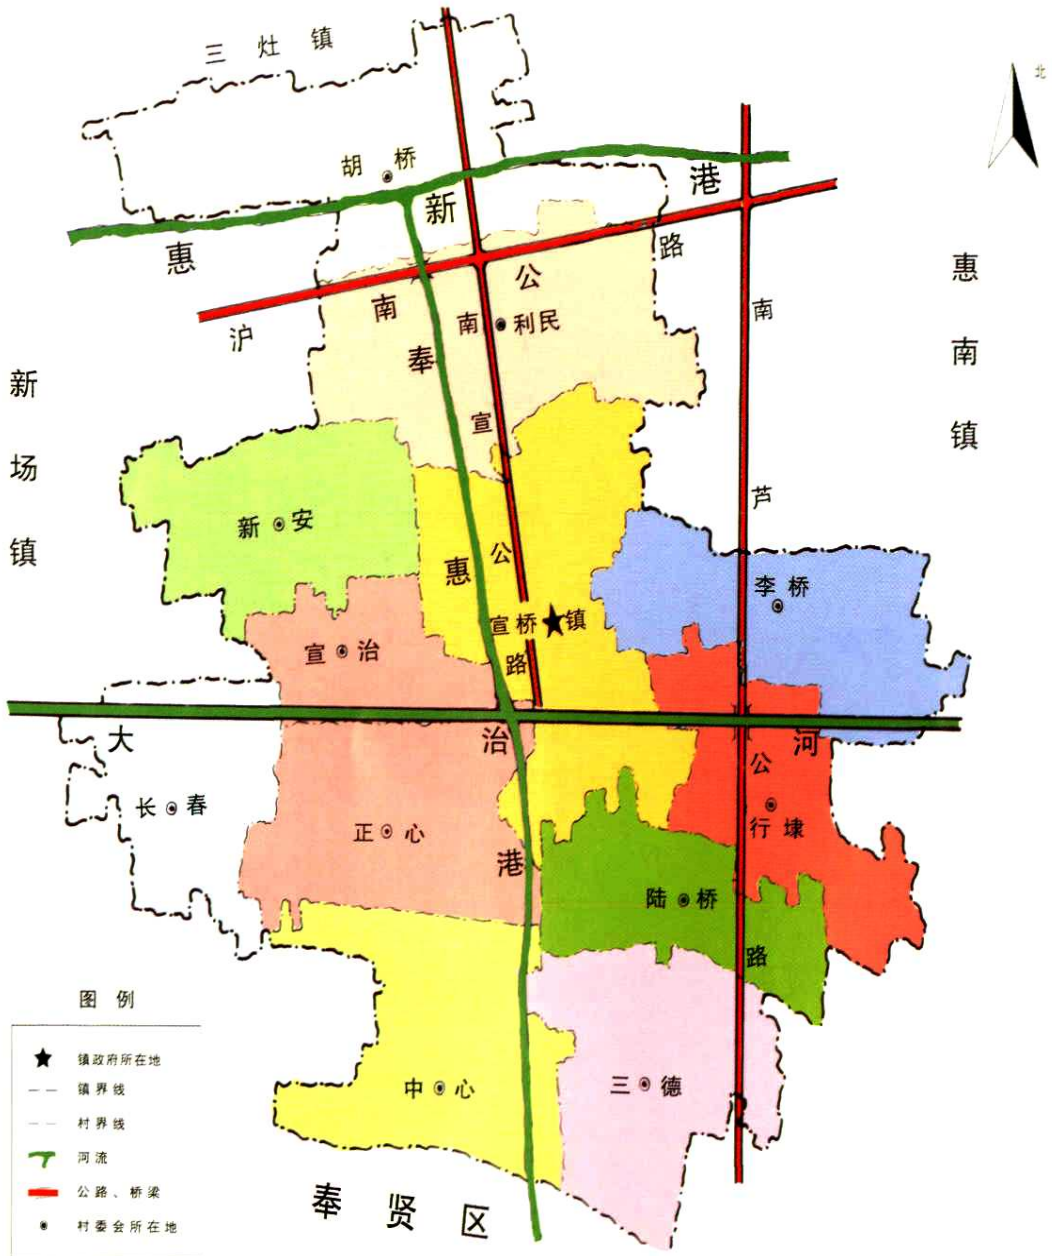 三灶镇
北
胡桥
惠新港
沪南公路
惠南镇
新场镇
南利民
奉
宣
南
新安
芦
惠
公
李桥
宣桥镇
宣治
路
大治河
公
长春
正心
行埭
港
陆桥
路
中心
三德
奉贤区
图例
镇政府所在地
镇界线
村界线
河流
公路、桥梁
村委会所在地